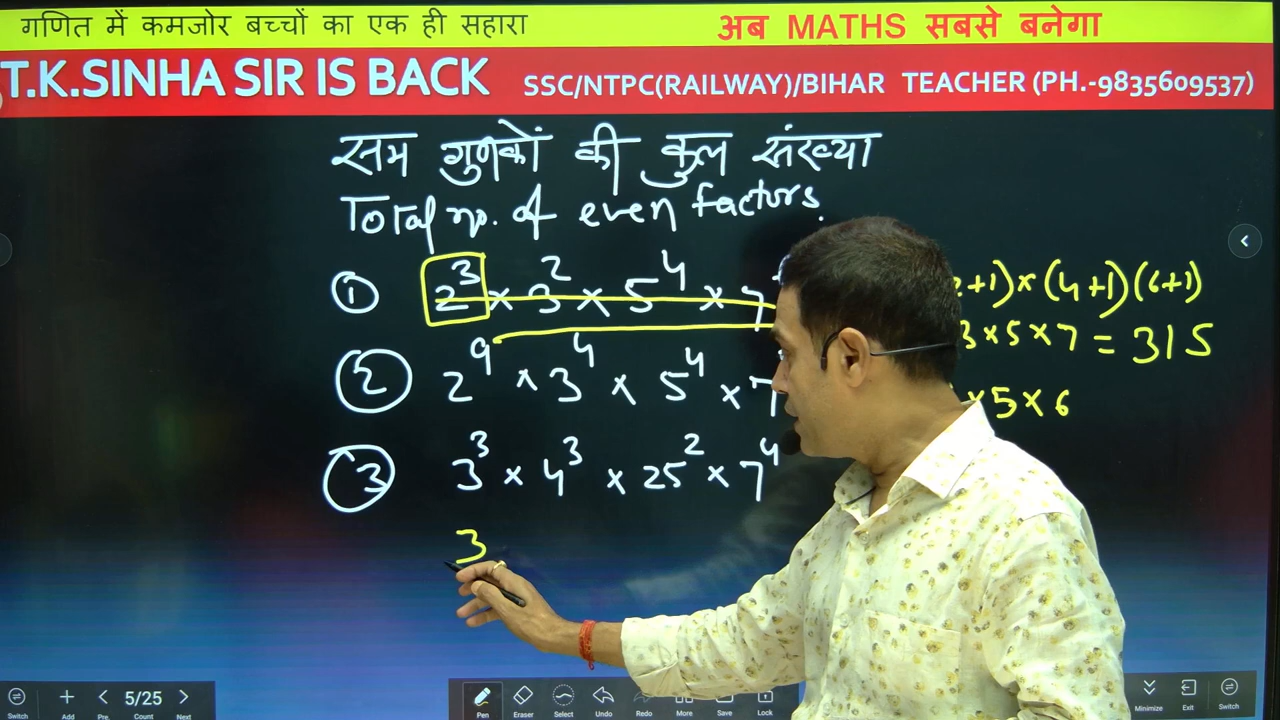 गणित में कमजोर बच्चों का एक ही सहारा अब MATHS सबसे बनेगा
T.K.SINHA SIR IS BACK SSC/NTPC(RAILWAY)/BIHAR TEACHER (PH.-9835609537)
सम गुणकों की कुल संख्या
Total no. of even factors.
① 2³ × 3² × 5⁴ × 7
+1) × (4+1) (6+1)
3 × 5 × 7 = 315
② 2⁹ × 3⁴ × 5⁴ × 7
× 5 × 6
③ 3³ × 4³ × 25² × 7⁴
3
5/25
Switch Add Pre. Count Next Pen Eraser Select Undo Redo More Save Lock Minimize Exit Switch